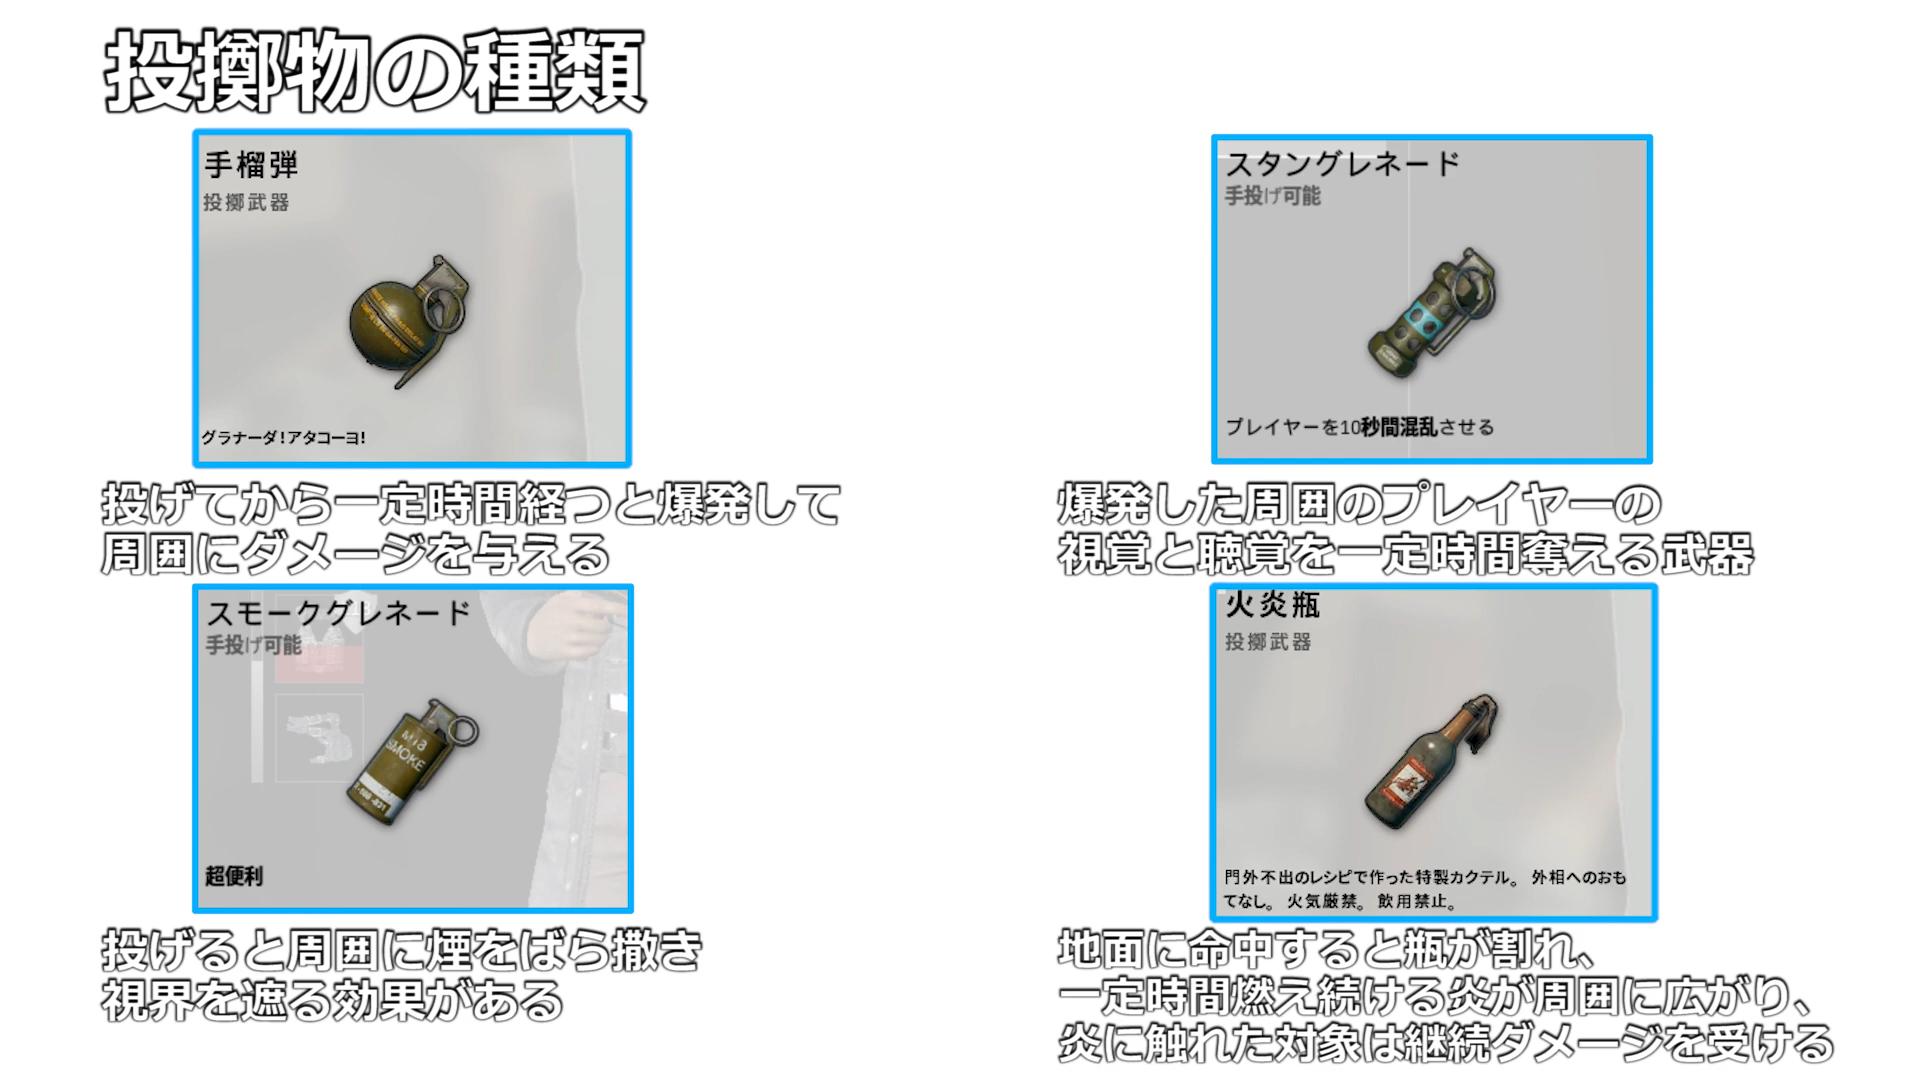 投擲物の種類
手榴弾
投擲武器
グラナーダ!アタコーヨ!
投げてから一定時間経つと爆発して
周囲にダメージを与える
スタングレネード
手投げ可能
プレイヤーを10秒間混乱させる
爆発した周囲のプレイヤーの
視覚と聴覚を一定時間奪える武器
スモークグレネード
手投げ可能
M18
SMOKE
超便利
投げると周囲に煙をばら撒き
視界を遮る効果がある
火炎瓶
投擲武器
門外不出のレシピで作った特製カクテル。 外相へのおも
てなし。 火気厳禁。 飲用禁止。
地面に命中すると瓶が割れ、
一定時間燃え続ける炎が周囲に広がり、
炎に触れた対象は継続ダメージを受ける